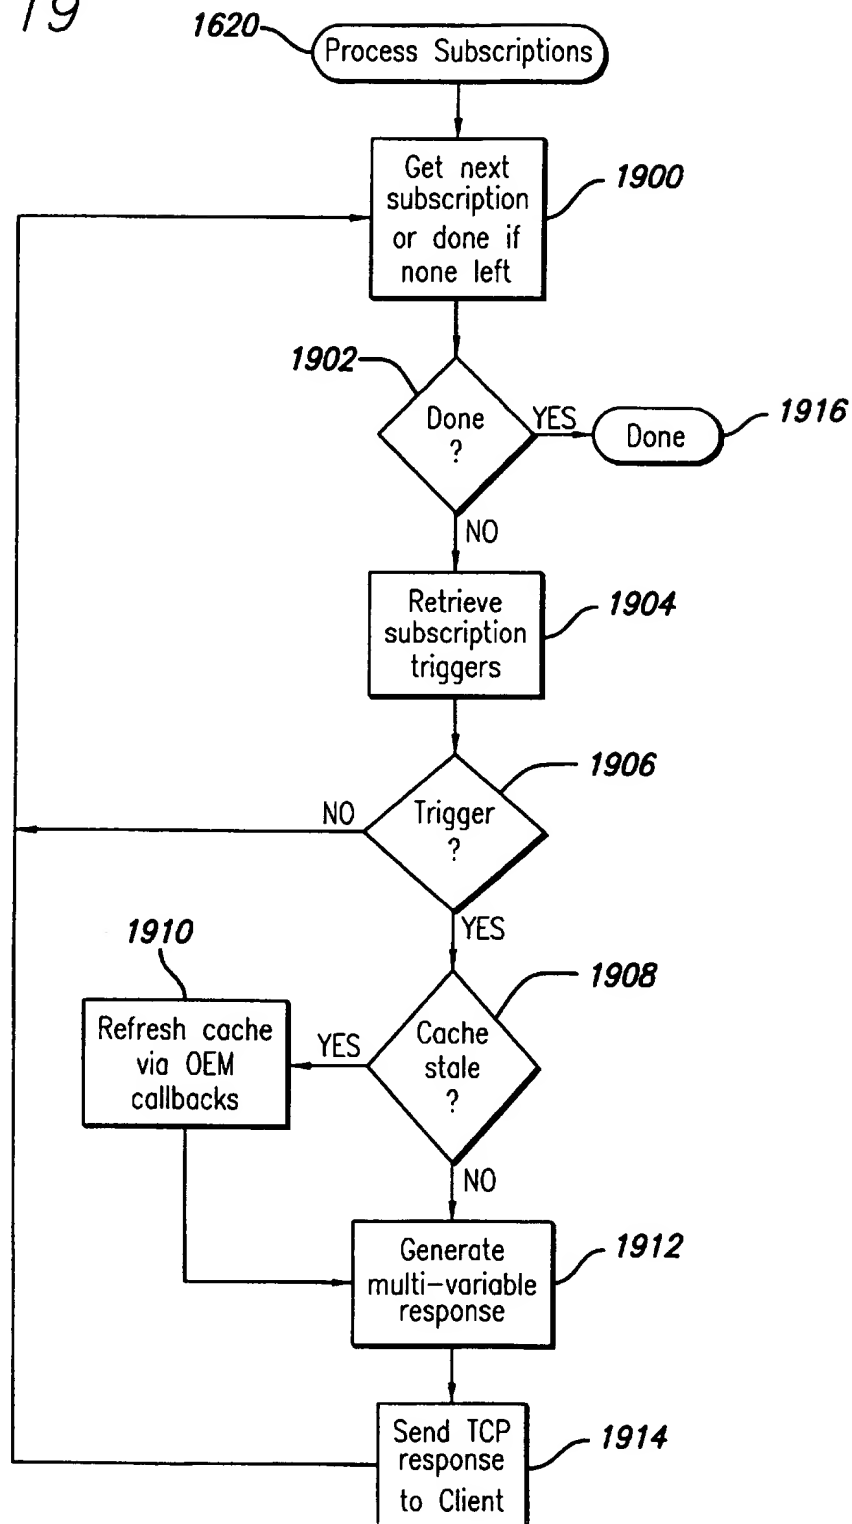 19
1620
Process Subscriptions
Get next
subscription
or done if
none left
1900
1902
Done
?
YES
Done
1916
NO
Retrieve
subscription
triggers
1904
1906
NO
Trigger
?
YES
1910
1908
Refresh cache
via OEM
callbacks
YES
Cache
stale
?
NO
Generate
multi-variable
response
1912
Send TCP
response
to Client
1914